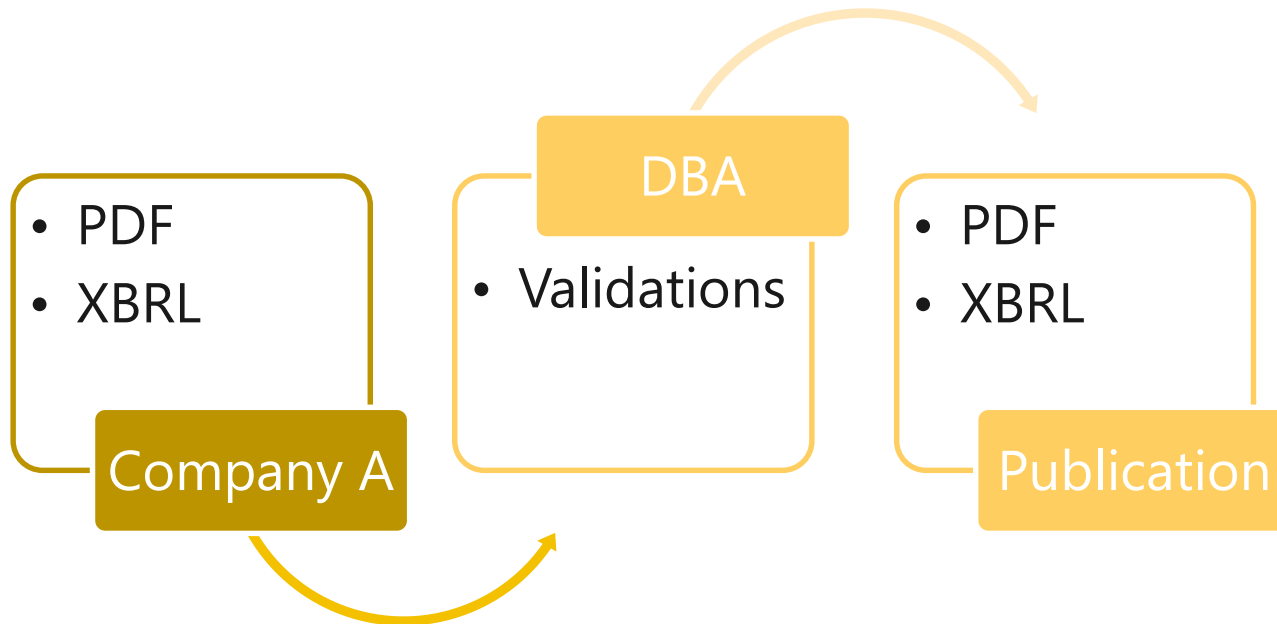 • PDF
• XBRL
Company A
DBA
• Validations
• PDF
• XBRL
Publication